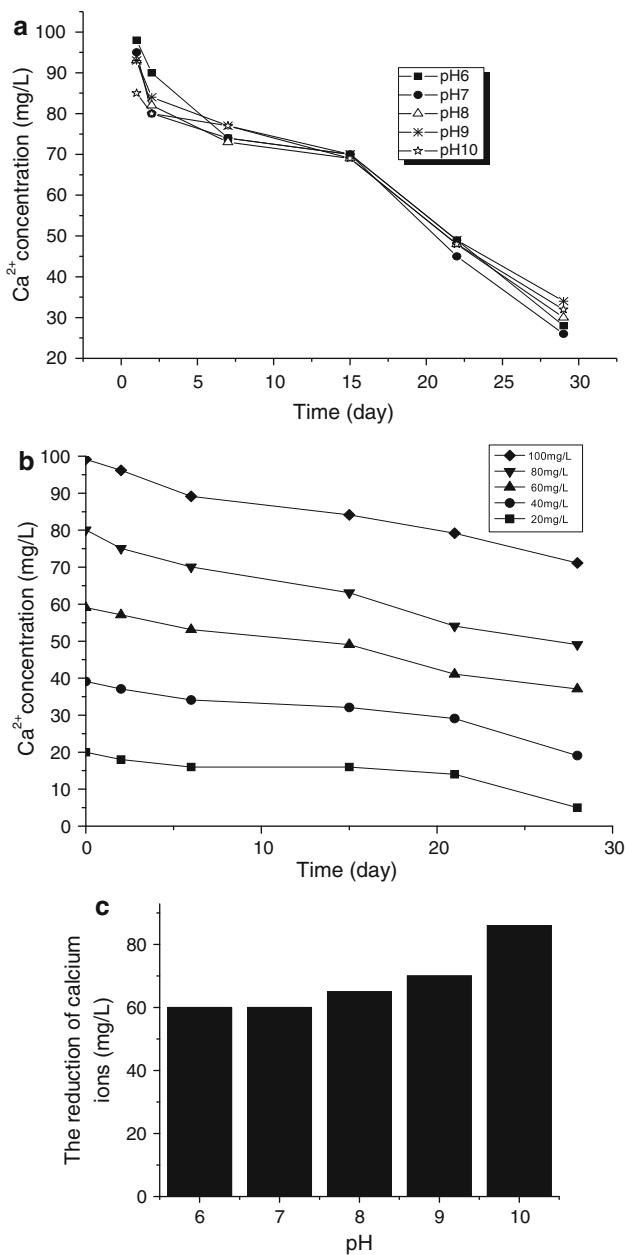 a
100
90
80
70
60
50
40
30
20
Ca2+ concentration (mg/L)
pH6
pH7
pH8
pH9
pH10
0 5 10 15 20 25 30
Time (day)
b
100
90
80
70
60
50
40
30
20
10
0
Ca2+ concentration (mg/L)
100mg/L
80mg/L
60mg/L
40mg/L
20mg/L
0 10 20 30
Time (day)
c
80
60
40
20
0
The reduction of calcium
ions (mg/L)
6 7 8 9 10
pH